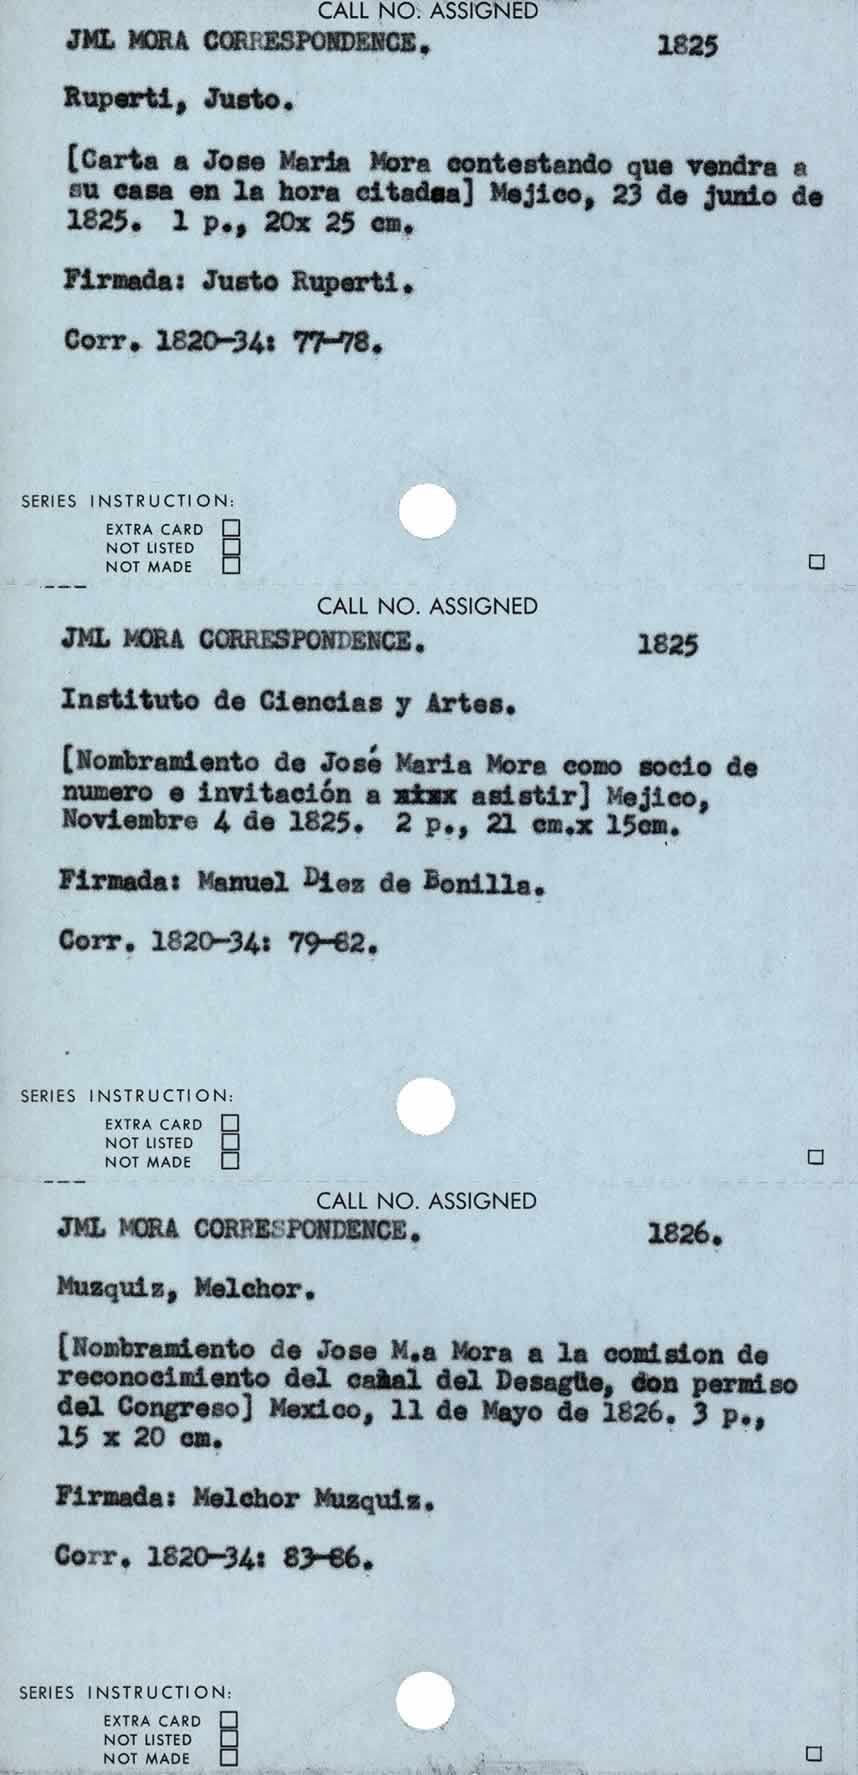 CALL NO. ASSIGNED
JML MORA CORRESPONDENCE. 1825
Ruperti, Justo.
[Carta a Jose Maria Mora contestando que vendra a
su casa en la hora citadaa] Mejico, 23 de junio de
1825. 1 p., 20x 25 cm.
Firmada: Justo Ruperti.
Corr. 1820-34: 77-78.
SERIES INSTRUCTION:
EXTRA CARD
NOT LISTED
NOT MADE
CALL NO. ASSIGNED
JML MORA CORRESPONDENCE. 1825
Instituto de Ciencias y Artes.
[Nombramiento de José Maria Mora como socio de
numero e invitación a xixx asistir] Mejico,
Noviembre 4 de 1825. 2 p., 21 cm.x 15cm.
Firmada: Manuel Diez de Bonilla.
Corr. 1820-34: 79-82.
SERIES INSTRUCTION:
EXTRA CARD
NOT LISTED
NOT MADE
CALL NO. ASSIGNED
JML MORA CORRESPONDENCE. 1826.
Muzquiz, Melchor.
[Nombramiento de Jose M.a Mora a la comision de
reconocimiento del canal del Desagüe, con permiso
del Congreso] Mexico, 11 de Mayo de 1826. 3 p.,
15 x 20 cm.
Firmada: Melchor Muzquiz.
Corr. 1820-34: 83-86.
SERIES INSTRUCTION:
EXTRA CARD
NOT LISTED
NOT MADE